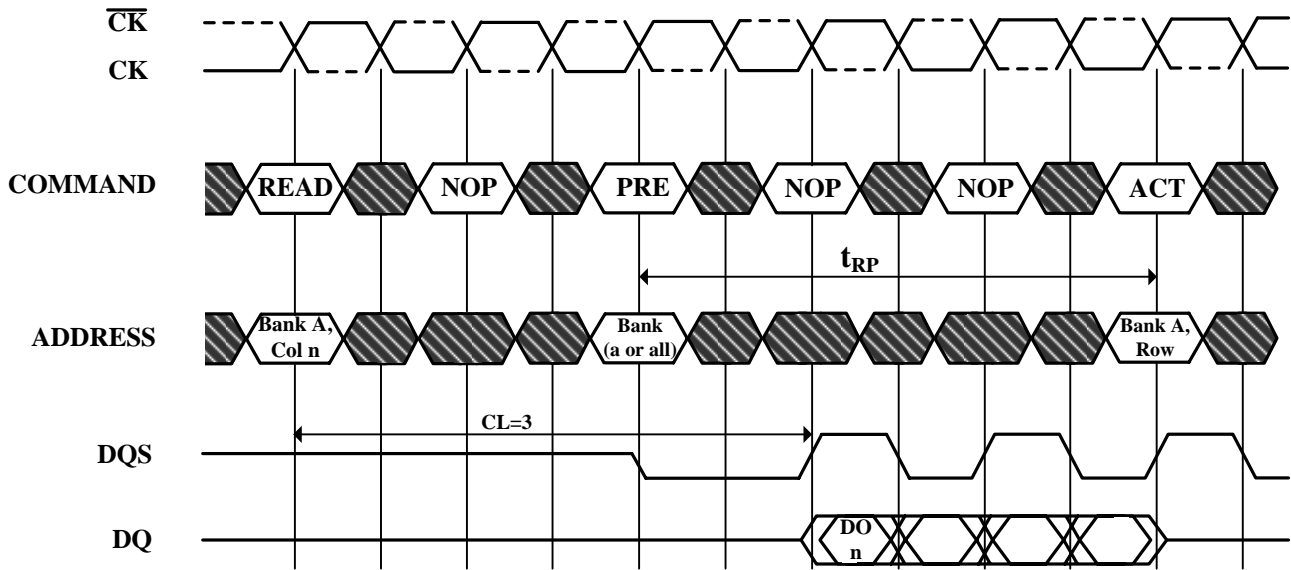 C̅K̅
CK
COMMAND
READ
NOP
PRE
NOP
NOP
ACT
tRP
ADDRESS
Bank A,
Col n
Bank
(a or all)
Bank A,
Row
CL=3
DQS
DQ
DO
n